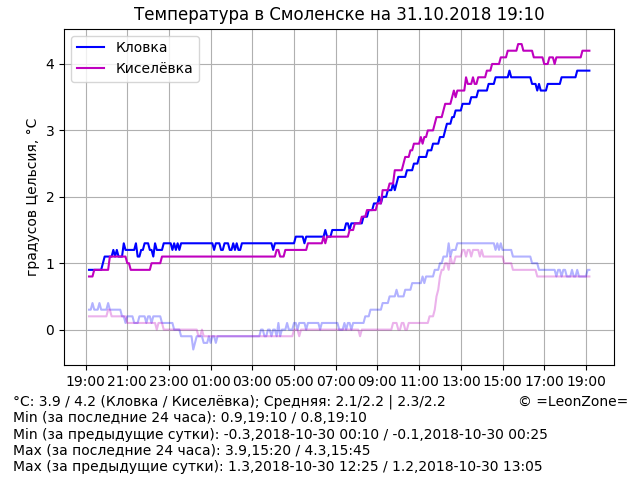 Температура в Смоленске на 31.10.2018 19:10
Кловка
Киселёвка
градусов Цельсия, °C
4
3
2
1
0
19:00 21:00 23:00 01:00 03:00 05:00 07:00 09:00 11:00 13:00 15:00 17:00 19:00
°C: 3.9 / 4.2 (Кловка / Киселёвка); Средняя: 2.1/2.2 | 2.3/2.2 © =LeonZone=
Min (за последние 24 часа): 0.9,19:10 / 0.8,19:10
Min (за предыдущие сутки): -0.3,2018-10-30 00:10 / -0.1,2018-10-30 00:25
Max (за последние 24 часа): 3.9,15:20 / 4.3,15:45
Max (за предыдущие сутки): 1.3,2018-10-30 12:25 / 1.2,2018-10-30 13:05